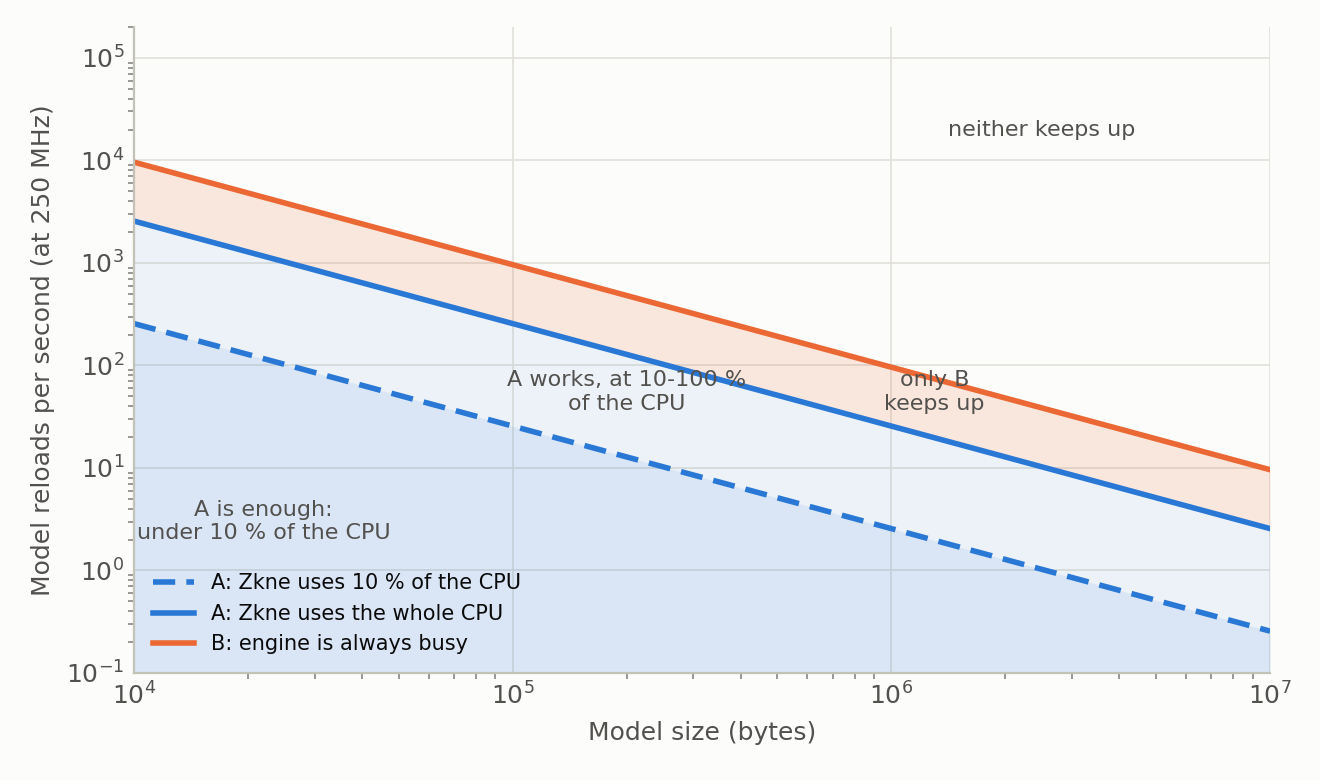 Model reloads per second (at 250 MHz)
10⁵
10⁴
10³
10²
10¹
10⁰
10⁻¹
neither keeps up
A works, at 10-100 %
of the CPU
only B
keeps up
A is enough:
under 10 % of the CPU
A: Zkne uses 10 % of the CPU
A: Zkne uses the whole CPU
B: engine is always busy
10⁴
10⁵
10⁶
10⁷
Model size (bytes)